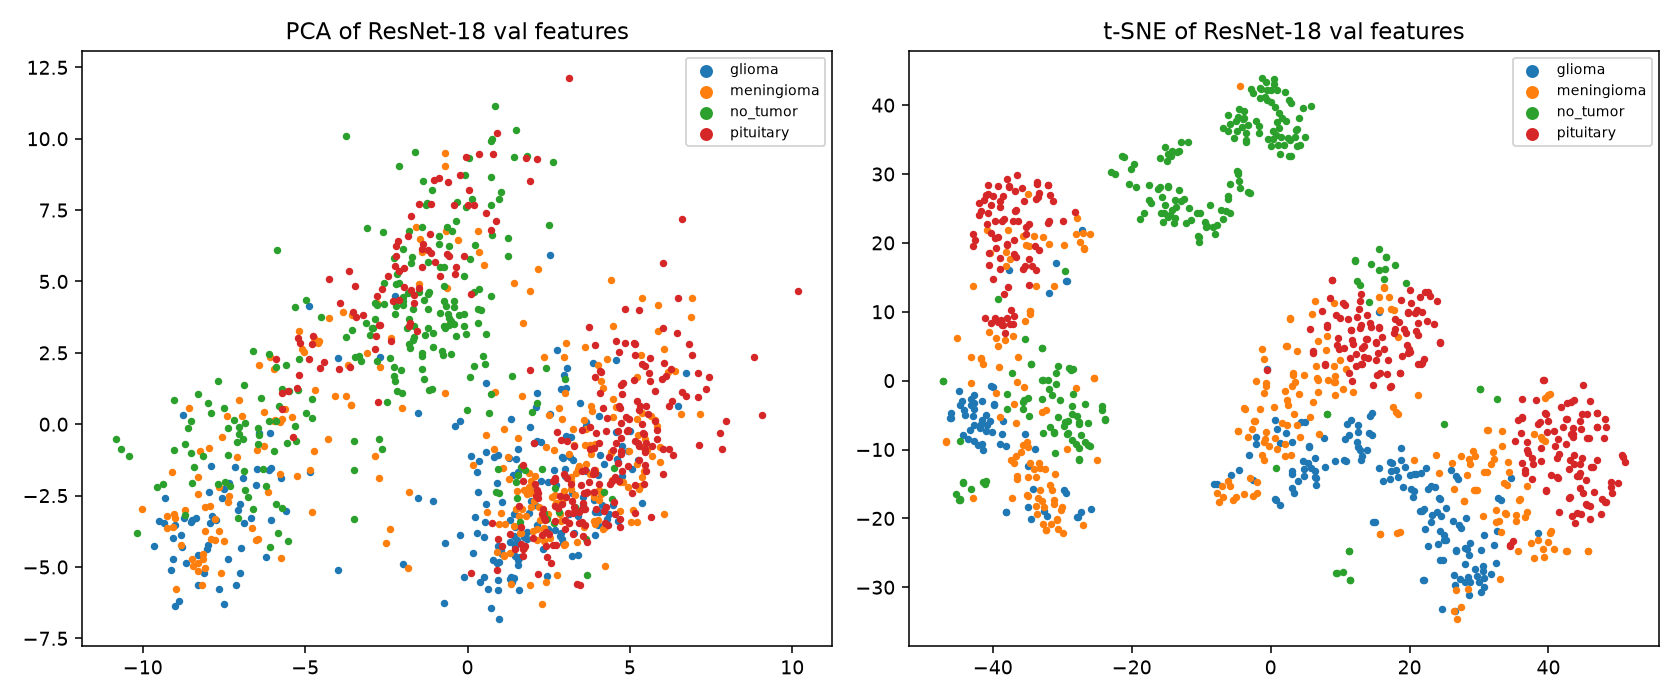 PCA of ResNet-18 val features
12.5
10.0
7.5
5.0
2.5
0.0
−2.5
−5.0
−7.5
−10
−5
0
5
10
glioma
meningioma
no_tumor
pituitary
t-SNE of ResNet-18 val features
40
30
20
10
0
−10
−20
−30
−40
−20
0
20
40
glioma
meningioma
no_tumor
pituitary